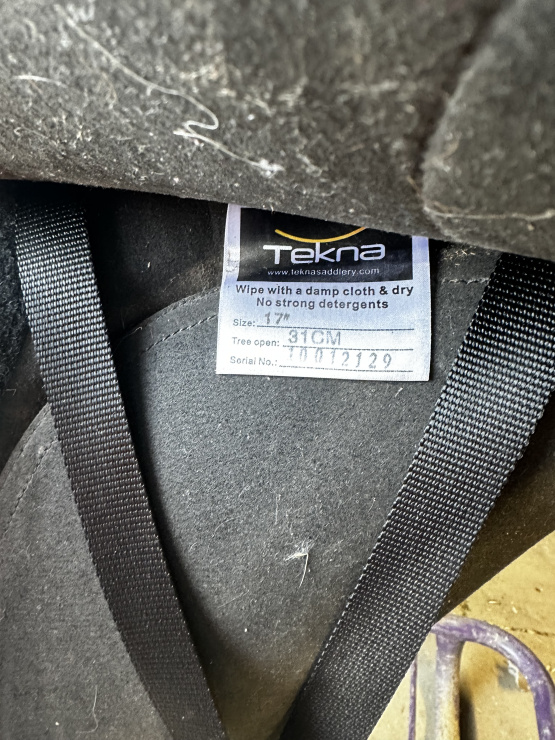 Tekna
www.teknasaddlery.com
Wipe with a damp cloth & dry
No strong detergents
Size: 17"
Tree open: 31CM
Serial No.: 10012129